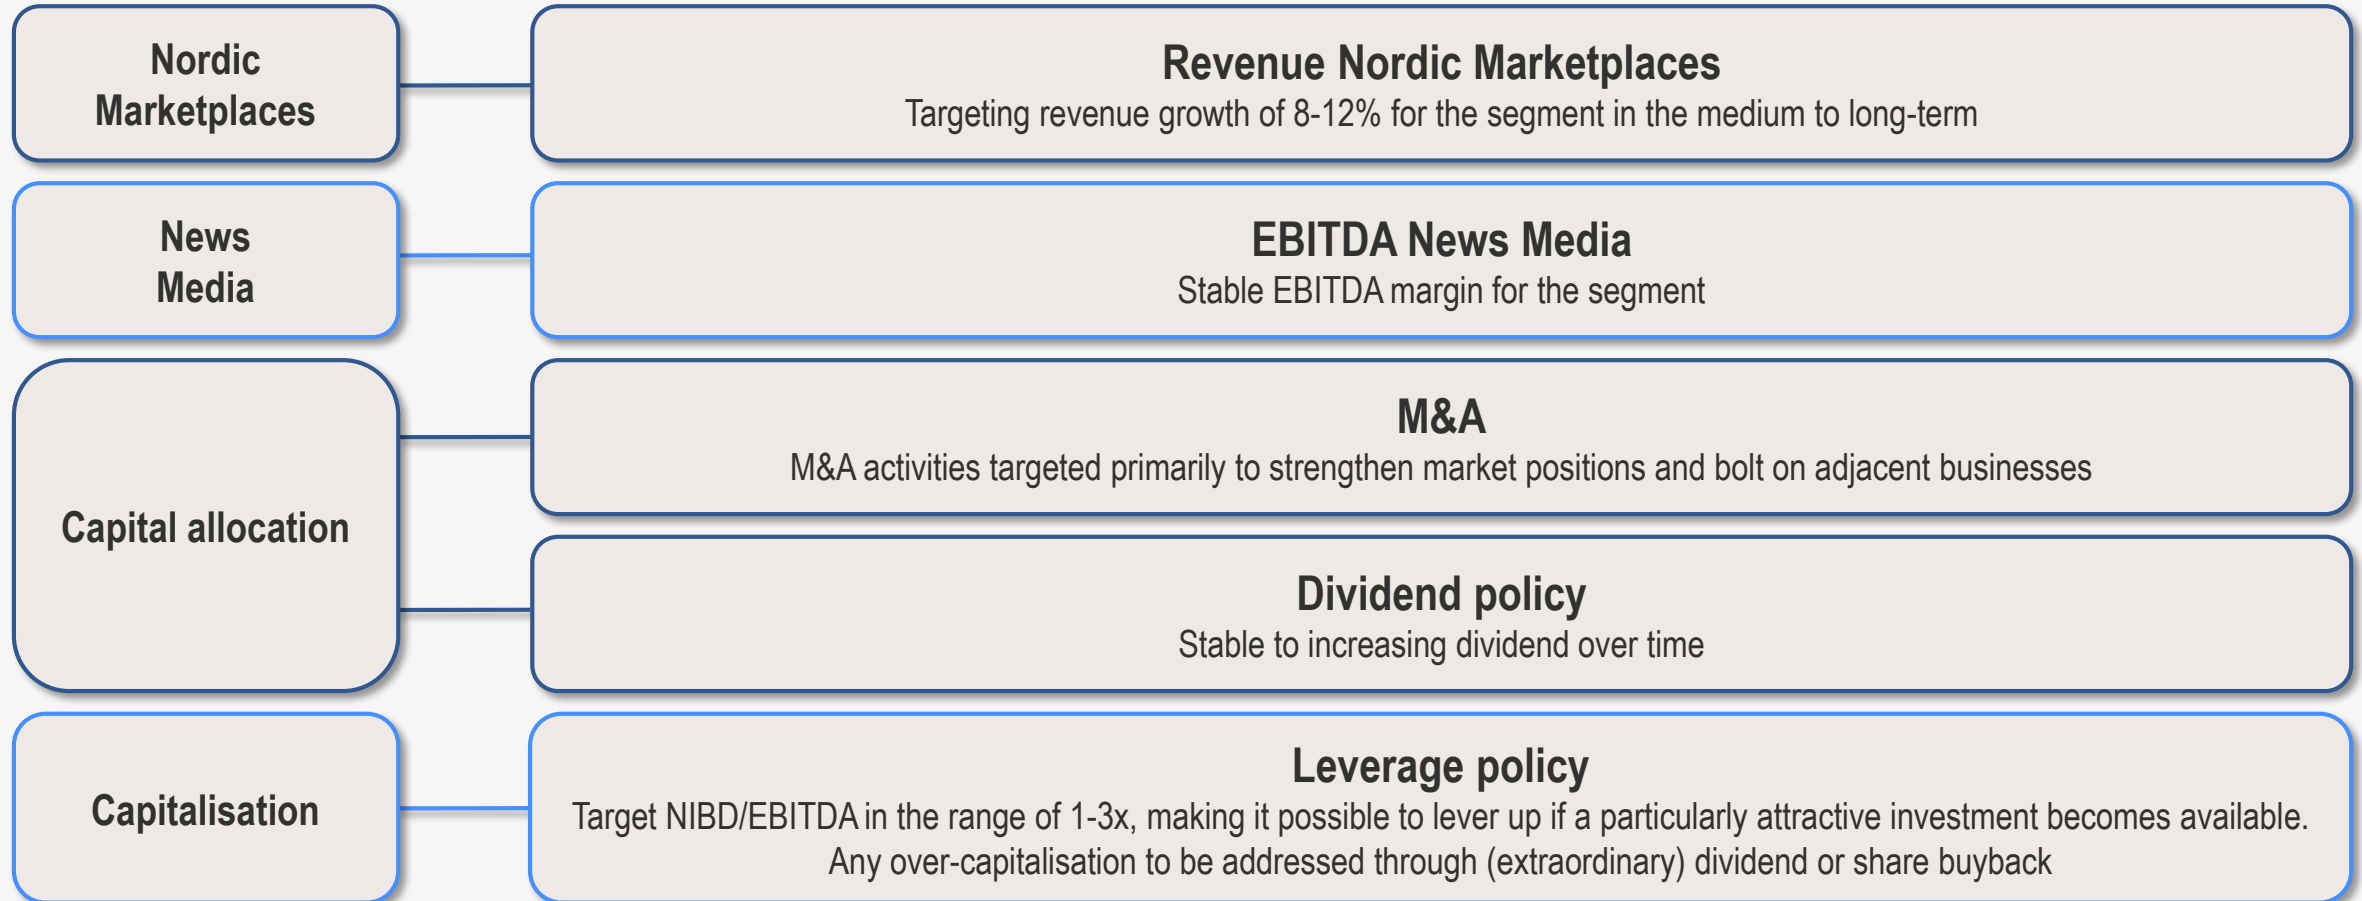 Nordic
Marketplaces
Revenue Nordic Marketplaces
Targeting revenue growth of 8-12% for the segment in the medium to long-term
News
Media
EBITDA News Media
Stable EBITDA margin for the segment
Capital allocation
M&A
M&A activities targeted primarily to strengthen market positions and bolt on adjacent businesses
Dividend policy
Stable to increasing dividend over time
Capitalisation
Leverage policy
Target NIBD/EBITDA in the range of 1-3x, making it possible to lever up if a particularly attractive investment becomes available.
Any over-capitalisation to be addressed through (extraordinary) dividend or share buyback